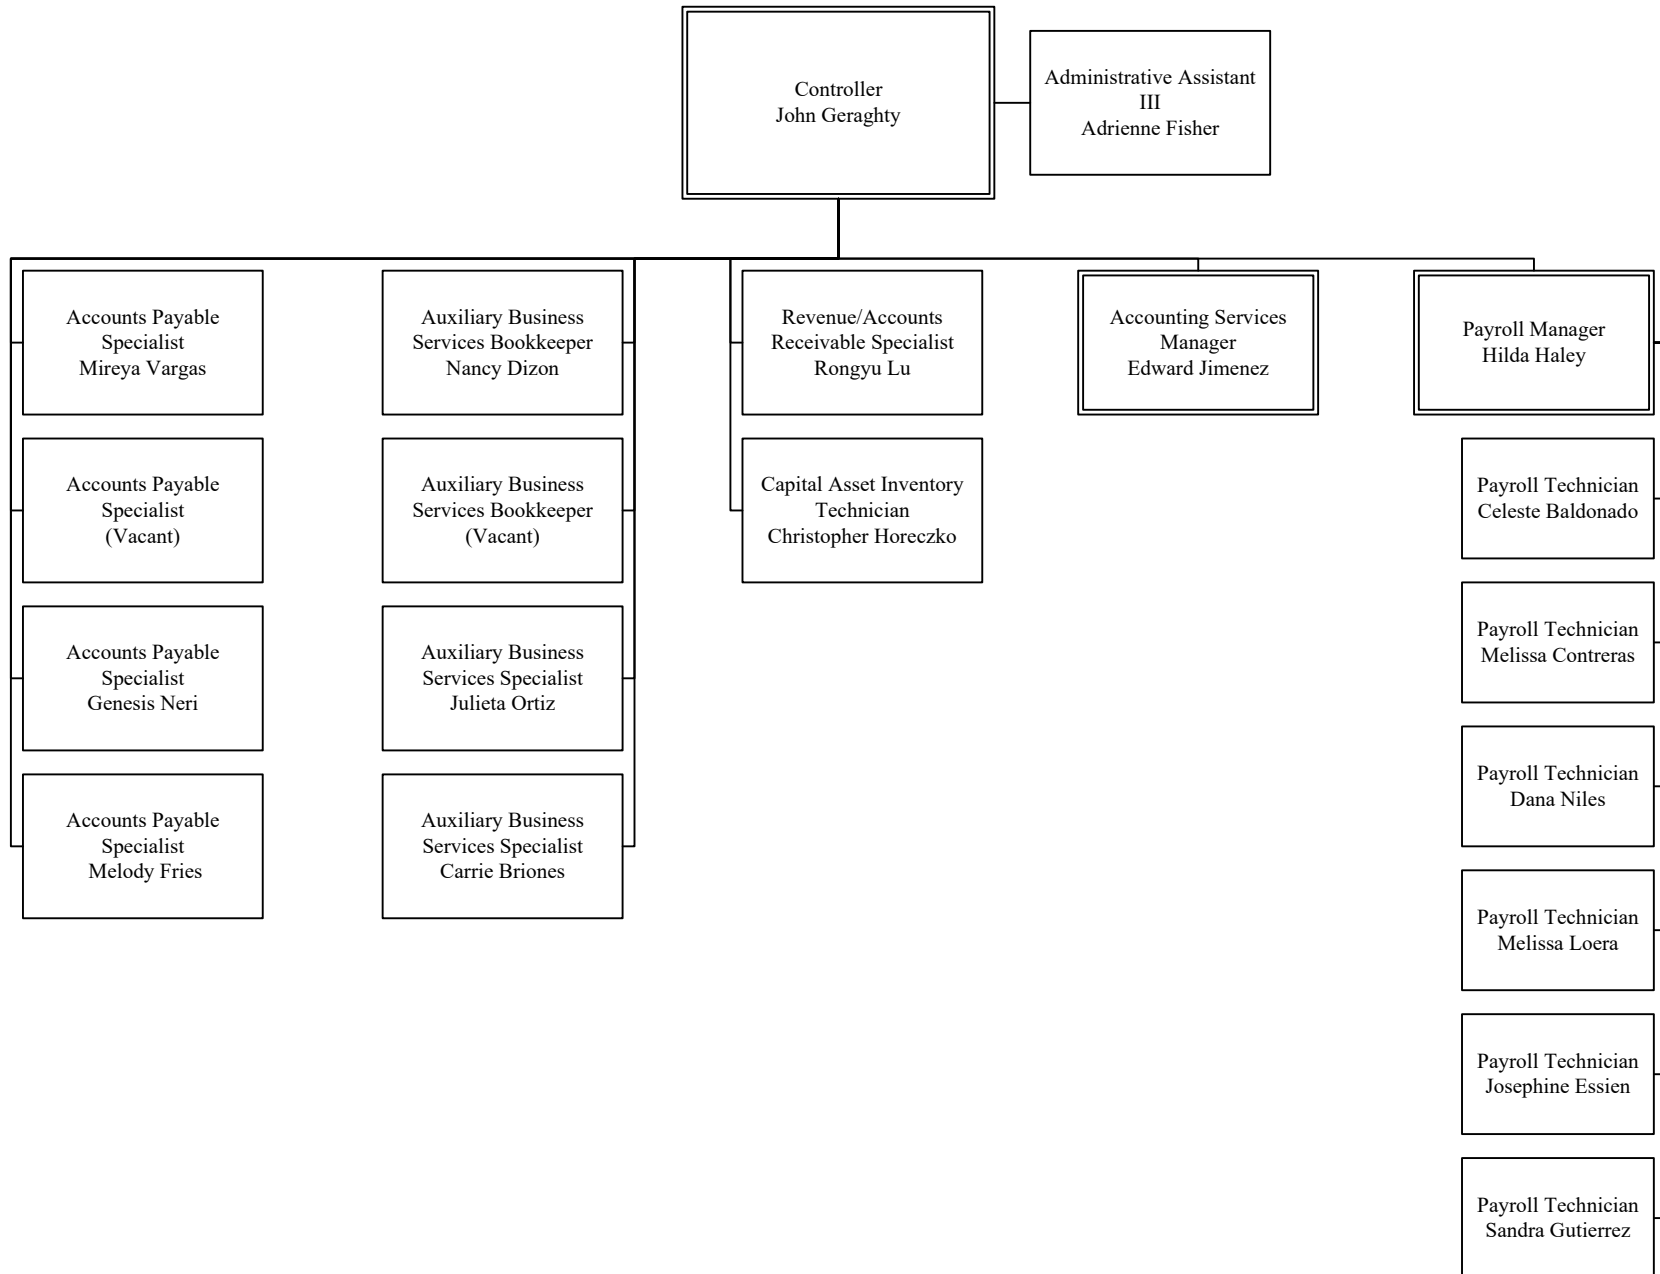 Controller
John Geraghty
Administrative Assistant
III
Adrienne Fisher
Accounts Payable
Specialist
Mireya Vargas
Auxiliary Business
Services Bookkeeper
Nancy Dizon
Revenue/Accounts
Receivable Specialist
Rongyu Lu
Accounting Services
Manager
Edward Jimenez
Payroll Manager
Hilda Haley
Accounts Payable
Specialist
(Vacant)
Auxiliary Business
Services Bookkeeper
(Vacant)
Capital Asset Inventory
Technician
Christopher Horeczko
Payroll Technician
Celeste Baldonado
Accounts Payable
Specialist
Genesis Neri
Auxiliary Business
Services Specialist
Julieta Ortiz
Payroll Technician
Melissa Contreras
Accounts Payable
Specialist
Melody Fries
Auxiliary Business
Services Specialist
Carrie Briones
Payroll Technician
Dana Niles
Payroll Technician
Melissa Loera
Payroll Technician
Josephine Essien
Payroll Technician
Sandra Gutierrez